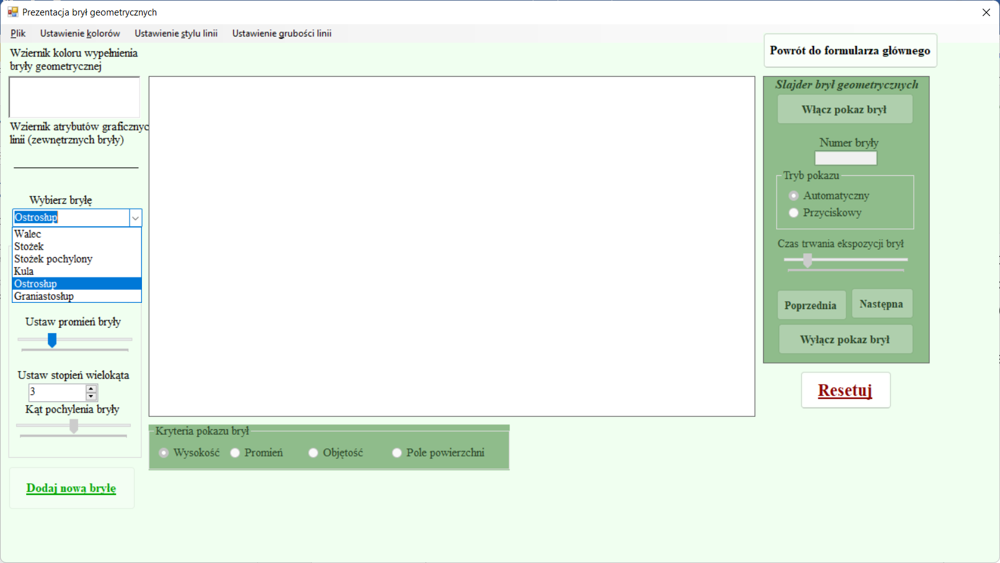 Prezentacja brył geometrycznych
Plik Ustawienie kolorów Ustawienie stylu linii Ustawienie grubości linii
Wziernik koloru wypełnienia
bryły geometrycznej
Wziernik atrybutów graficznyc
linii (zewnętrznych bryły)
Wybierz bryłę
Ostrosłup
Walec
Stożek
Stożek pochylony
Kula
Ostrosłup
Graniastosłup
Ustaw promień bryły
Ustaw stopień wielokąta
3
Kąt pochylenia bryły
Dodaj nową bryłę
Kryteria pokazu brył
Wysokość Promień Objętość Pole powierzchni
Powrót do formularza głównego
Slajder brył geometrycznych
Włącz pokaz brył
Numer bryły
Tryb pokazu
Automatyczny
Przyciskowy
Czas trwania ekspozycji brył
Poprzednia Następna
Wyłącz pokaz brył
Resetuj